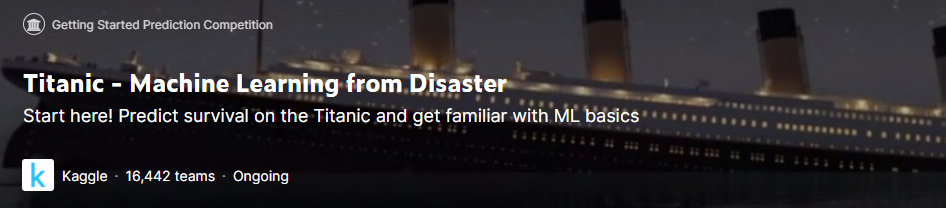 Getting Started Prediction Competition
Titanic - Machine Learning from Disaster
Start here! Predict survival on the Titanic and get familiar with ML basics
k Kaggle · 16,442 teams · Ongoing